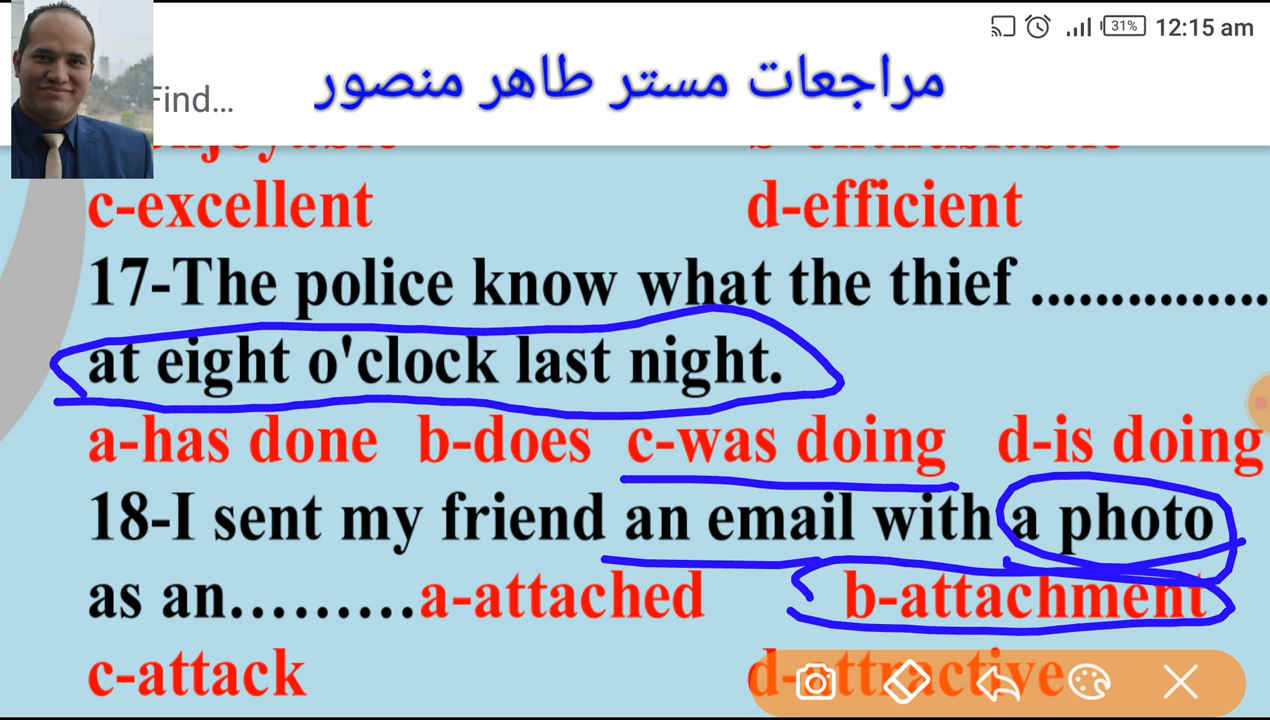 31% 12:15 am
Find...
مراجعات مستر طاهر منصور
c-excellent d-efficient
17-The police know what the thief ...............
at eight o'clock last night.
a-has done b-does c-was doing d-is doing
18-I sent my friend an email with a photo
as an.........a-attached b-attachment
c-attack d-attractive